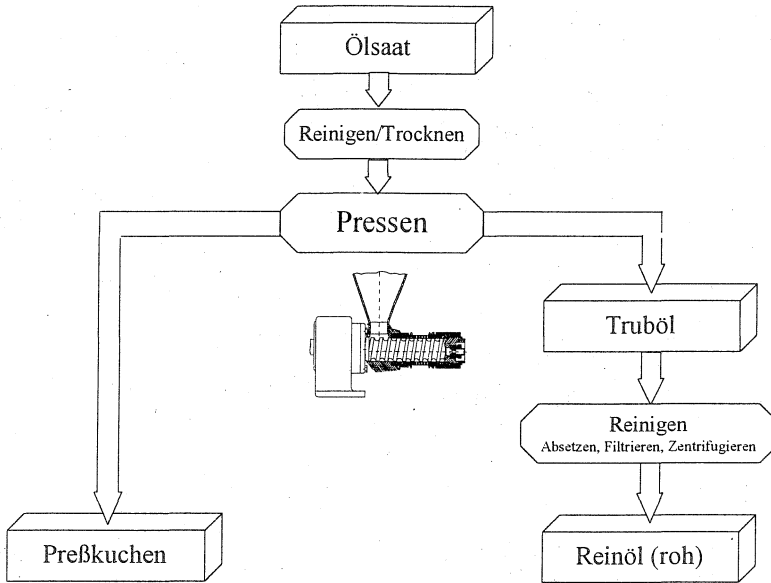 Ölsaat
Reinigen/Trocknen
Pressen
Truböl
Reinigen
Absetzen, Filtrieren, Zentrifugieren
Preßkuchen
Reinöl (roh)